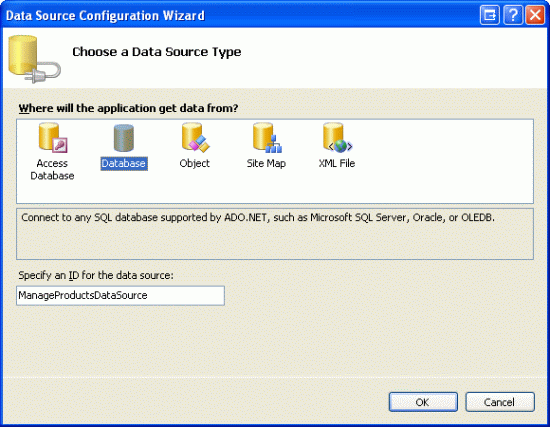 Data Source Configuration Wizard
Choose a Data Source Type
Where will the application get data from?
Access Database
Database
Object
Site Map
XML File
Connect to any SQL database supported by ADO.NET, such as Microsoft SQL Server, Oracle, or OLEDB.
Specify an ID for the data source:
ManageProductsDataSource
OK
Cancel